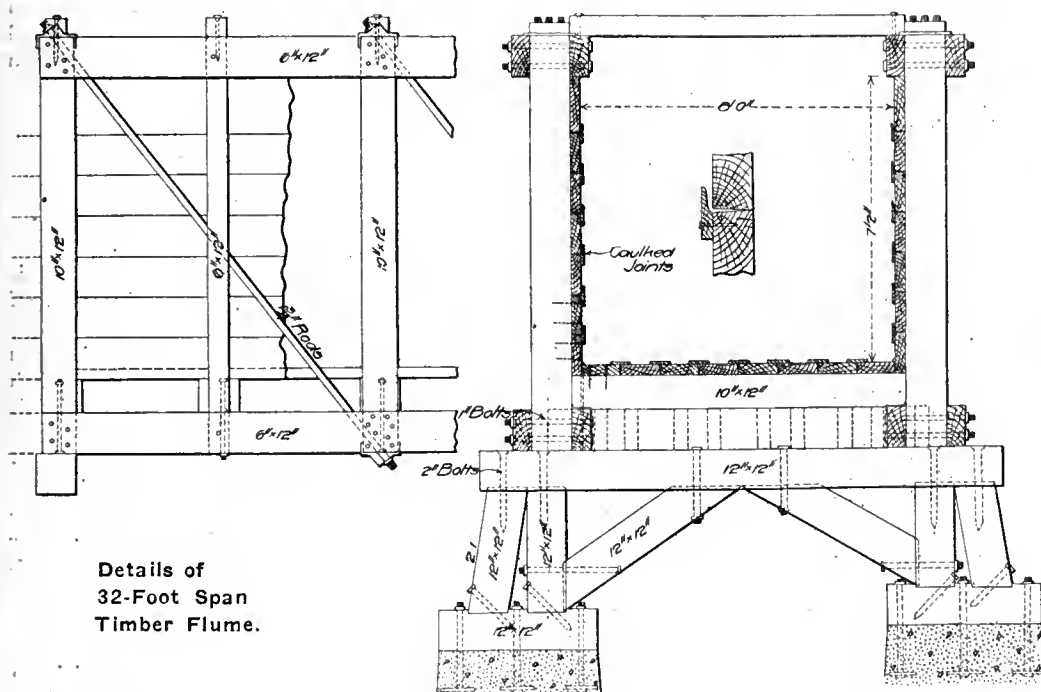 6"x12"
10"x12"
6"x12"
10"x12"
2" Rods
6"x12"
8'0"
7'2"
Caulked
Joints
10"x12"
1" Bolts
2" Bolts
12"x12"
12"x12"
12"x12"
12"x12"
12"x12"
Details of
32-Foot Span
Timber Flume.